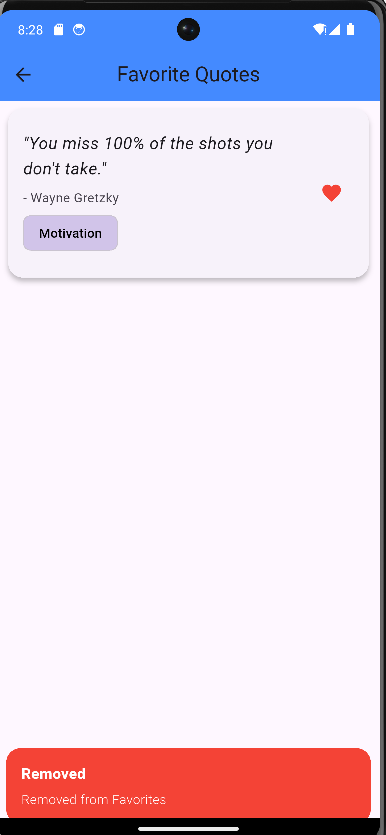 8:28
Favorite Quotes
"You miss 100% of the shots you
don't take."
- Wayne Gretzky
Motivation
Removed
Removed from Favorites